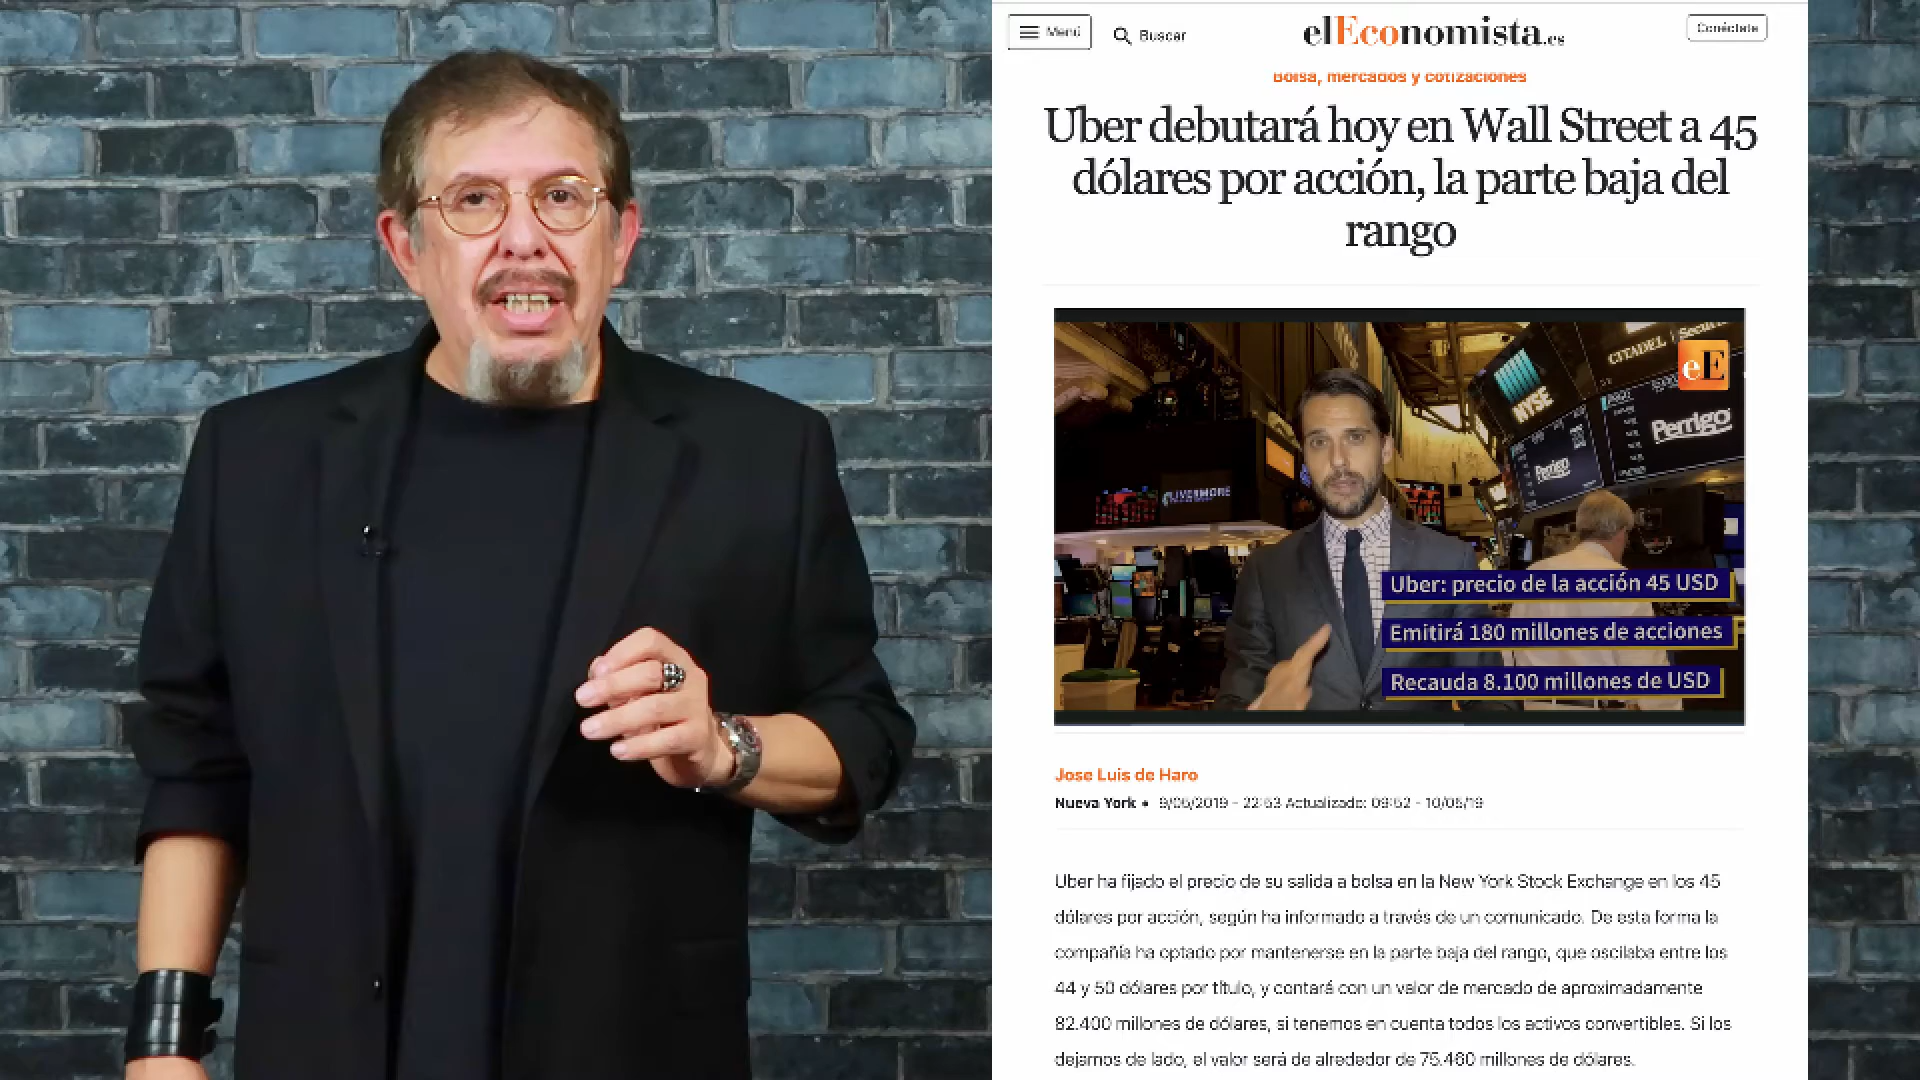 Menú
Buscar
elEconomista.es
Conéctate
Bolsa, mercados y cotizaciones
Uber debutará hoy en Wall Street a 45
dólares por acción, la parte baja del
rango
CITADEL | Securi
eE
NYSE
Perrigo
Perrigo
LIVERMORE
Uber: precio de la acción 45 USD
Emitirá 180 millones de acciones
Recauda 8.100 millones de USD
Jose Luis de Haro
Nueva York • 9/05/2019 - 22:53 Actualizado: 09:52 - 10/05/19
Uber ha fijado el precio de su salida a bolsa en la New York Stock Exchange en los 45
dólares por acción, según ha informado a través de un comunicado. De esta forma la
compañía ha optado por mantenerse en la parte baja del rango, que oscilaba entre los
44 y 50 dólares por título, y contará con un valor de mercado de aproximadamente
82.400 millones de dólares, si tenemos en cuenta todos los activos convertibles. Si los
dejamos de lado, el valor será de alrededor de 75.460 millones de dólares.